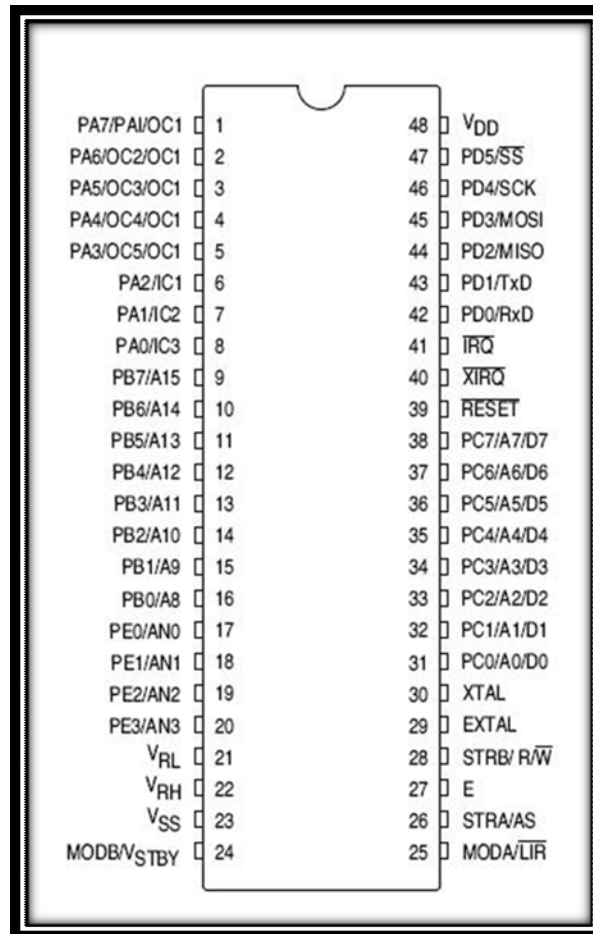 PA7/PAI/OC1 1 48 VDD
PA6/OC2/OC1 2 47 PD5/S̅S̅
PA5/OC3/OC1 3 46 PD4/SCK
PA4/OC4/OC1 4 45 PD3/MOSI
PA3/OC5/OC1 5 44 PD2/MISO
PA2/IC1 6 43 PD1/TxD
PA1/IC2 7 42 PD0/RxD
PA0/IC3 8 41 I̅R̅Q̅
PB7/A15 9 40 X̅I̅R̅Q̅
PB6/A14 10 39 R̅E̅S̅E̅T̅
PB5/A13 11 38 PC7/A7/D7
PB4/A12 12 37 PC6/A6/D6
PB3/A11 13 36 PC5/A5/D5
PB2/A10 14 35 PC4/A4/D4
PB1/A9 15 34 PC3/A3/D3
PB0/A8 16 33 PC2/A2/D2
PE0/AN0 17 32 PC1/A1/D1
PE1/AN1 18 31 PC0/A0/D0
PE2/AN2 19 30 XTAL
PE3/AN3 20 29 EXTAL
VRL 21 28 STRB/ R/W̅
VRH 22 27 E
VSS 23 26 STRA/AS
MODB/VSTBY 24 25 MODA/L̅I̅R̅